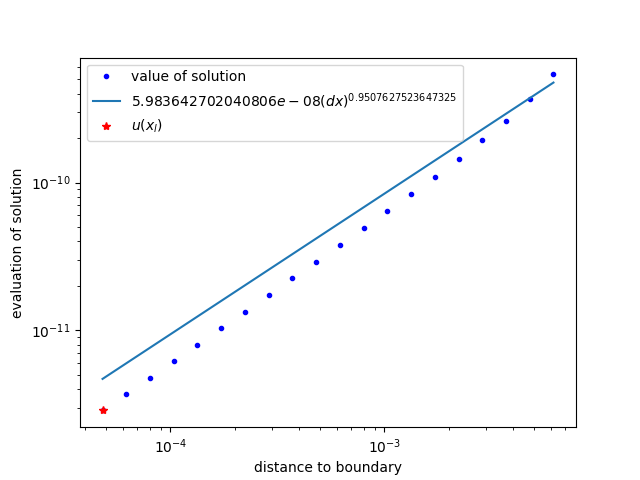 value of solution
5.983642702040806e − 08(dx)^0.9507627523647325
u(x_l)
evaluation of solution
10^−10
10^−11
10^−4
10^−3
distance to boundary